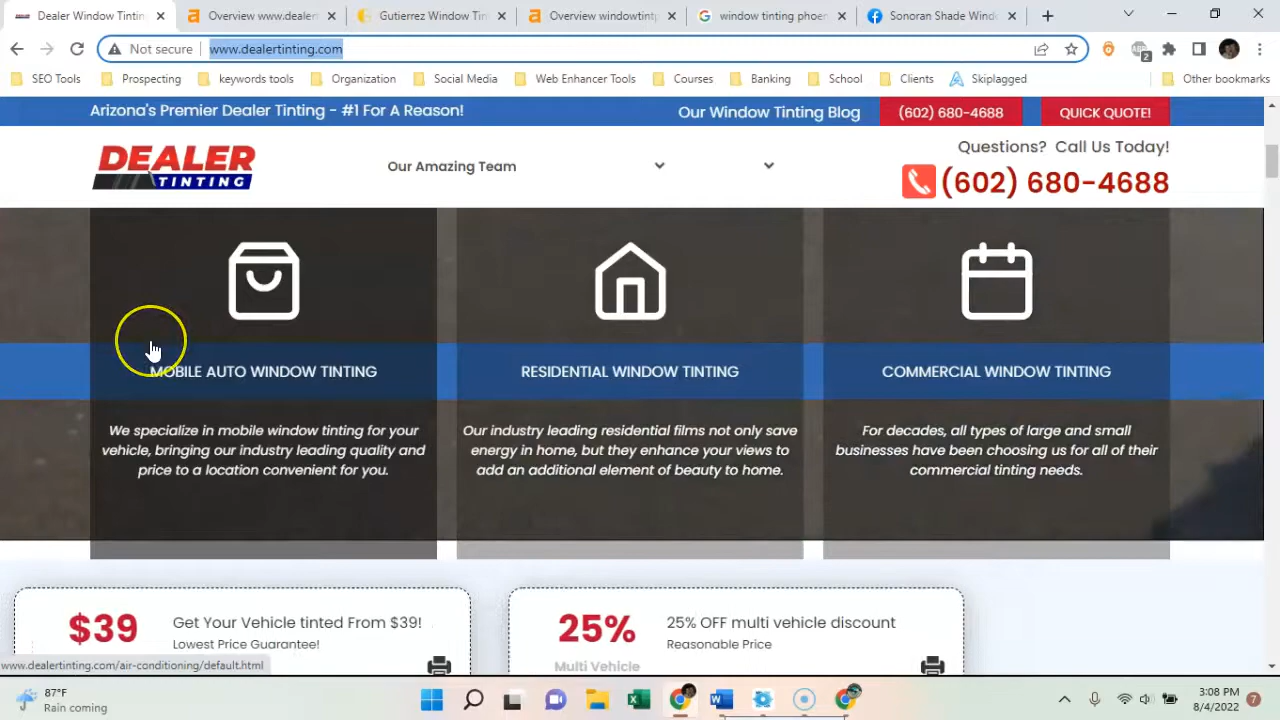 Dealer Window Tintin
Overview www.dealer
Gutierrez Window Tin
Overview windowtint
window tinting phoen
Sonoran Shade Wind
Not secure
www.dealertinting.com
2
SEO Tools
Prospecting
keywords tools
Organization
Social Media
Web Enhancer Tools
Courses
Banking
School
Clients
Skiplagged
Other bookmarks
Arizona's Premier Dealer Tinting - #1 For A Reason!
Our Window Tinting Blog
(602) 680-4688
QUICK QUOTE!
DEALER
TINTING
Our Amazing Team
Questions? Call Us Today!
(602) 680-4688
MOBILE AUTO WINDOW TINTING
We specialize in mobile window tinting for your
vehicle, bringing our industry leading quality and
price to a location convenient for you.
RESIDENTIAL WINDOW TINTING
Our industry leading residential films not only save
energy in home, but they enhance your views to
add an additional element of beauty to home.
COMMERCIAL WINDOW TINTING
For decades, all types of large and small
businesses have been choosing us for all of their
commercial tinting needs.
$39
Get Your Vehicle tinted From $39!
Lowest Price Guarantee!
25%
Multi Vehicle
25% OFF multi vehicle discount
Reasonable Price
www.dealertinting.com/air-conditioning/default.html
87°F
Rain coming
3:08 PM
8/4/2022
7